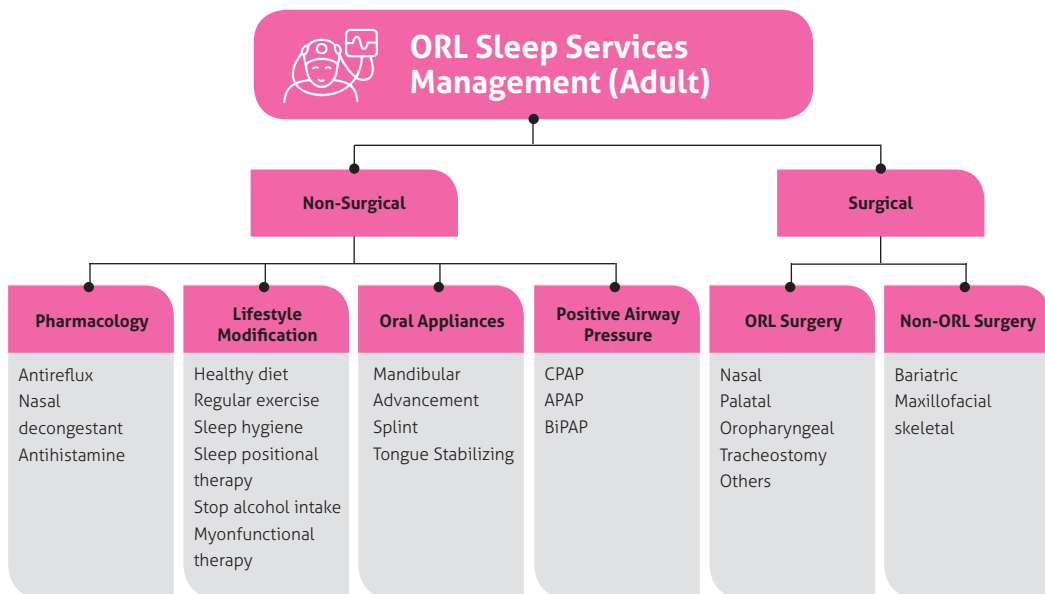 ORL Sleep Services
Management (Adult)
Non-Surgical
Surgical
Pharmacology
Antireflux
Nasal
decongestant
Antihistamine
Lifestyle
Modification
Healthy diet
Regular exercise
Sleep hygiene
Sleep positional
therapy
Stop alcohol intake
Myonfunctional
therapy
Oral Appliances
Mandibular
Advancement
Splint
Tongue Stabilizing
Positive Airway
Pressure
CPAP
APAP
BiPAP
ORL Surgery
Nasal
Palatal
Oropharyngeal
Tracheostomy
Others
Non-ORL Surgery
Bariatric
Maxillofacial
skeletal